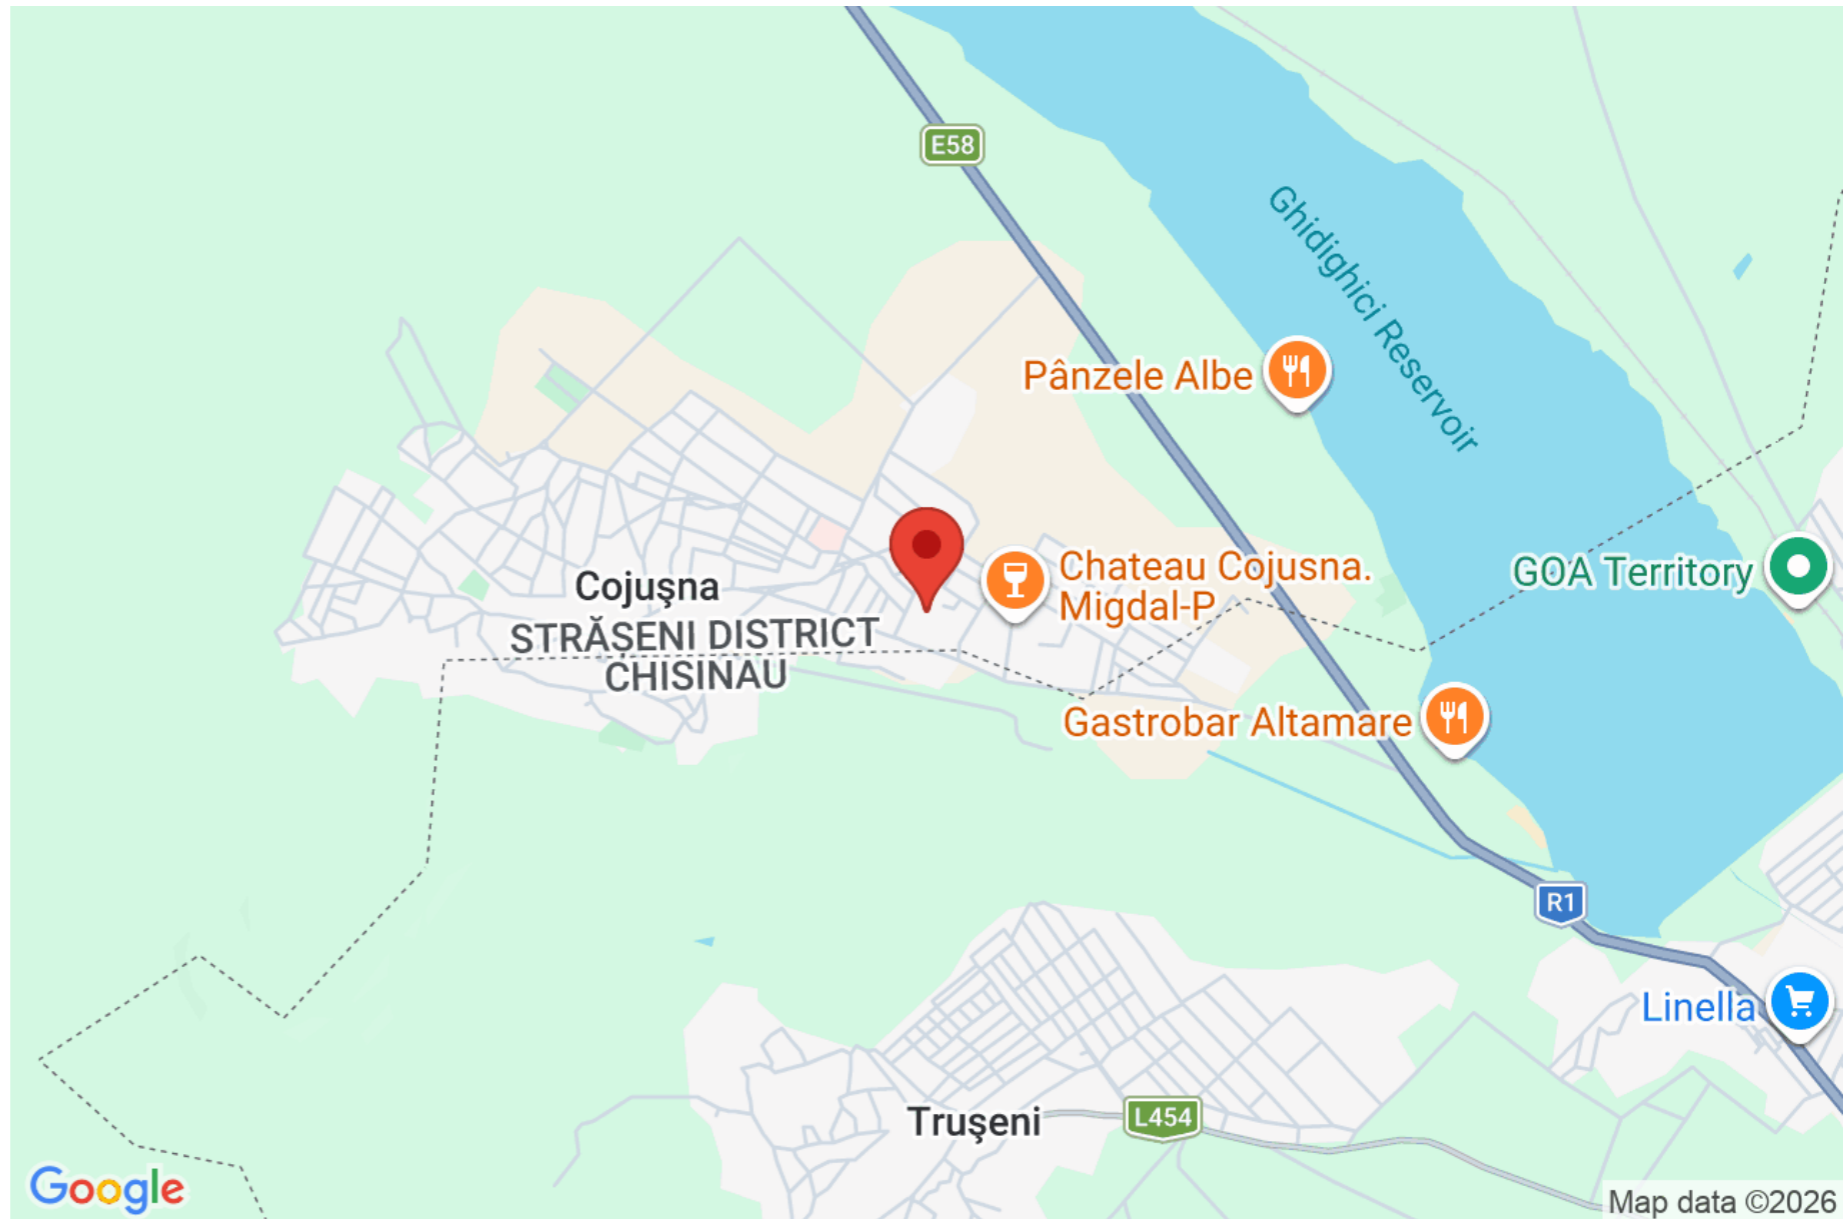 E58
Ghidighici Reservoir
Pânzele Albe
Chateau Cojusna.
Migdal-P
GOA Territory
Cojuşna
STRĂȘENI DISTRICT
CHISINAU
Gastrobar Altamare
R1
Linella
Truşeni
L454
Google
Map data ©2026